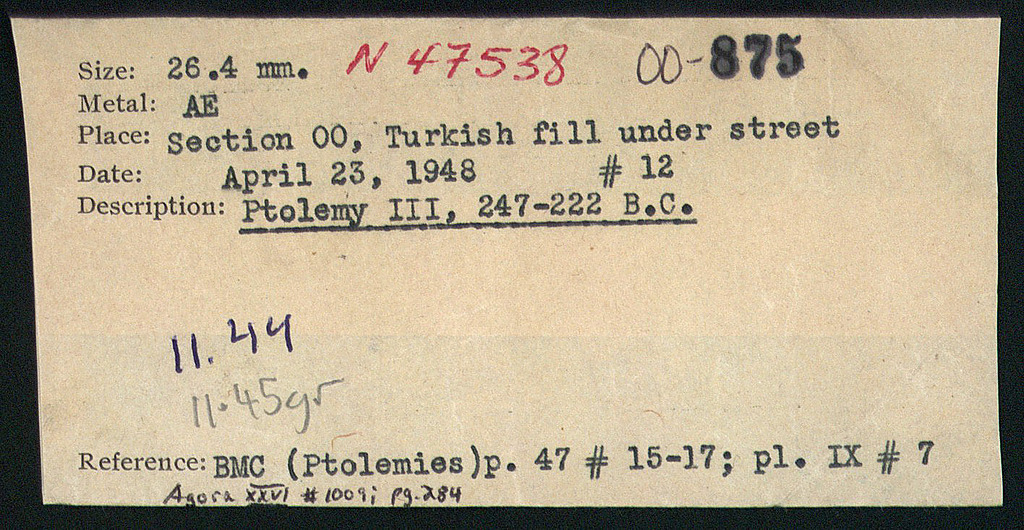 Size: 26.4 mm. N 47538 OO-875
Metal: AE
Place: Section OO, Turkish fill under street
Date: April 23, 1948 # 12
Description: Ptolemy III, 247-222 B.C.
11.44
11.45gr
Reference: BMC (Ptolemies)p. 47 # 15-17; pl. IX # 7
Agora XXVI #1009; pg.284